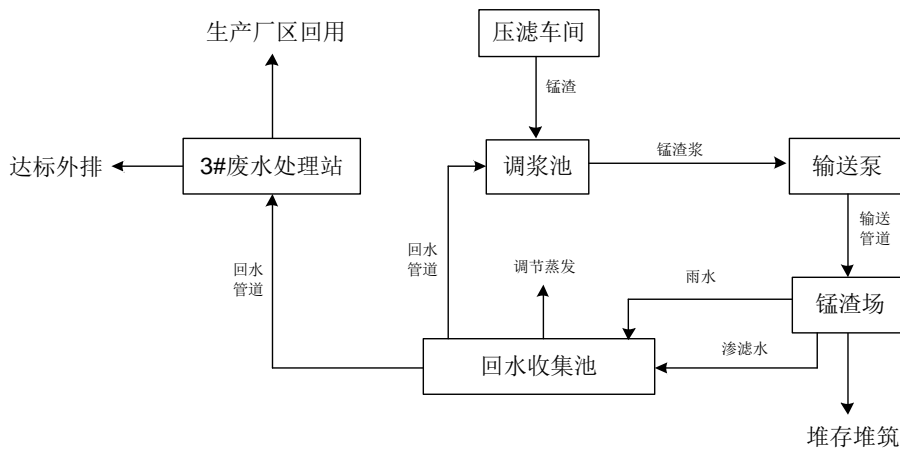 生产厂区回用
压滤车间
锰渣
达标外排
3#废水处理站
调浆池
锰渣浆
输送泵
回水
管道
回水
管道
调节蒸发
雨水
输送
管道
锰渣场
渗滤水
回水收集池
堆存堆筑